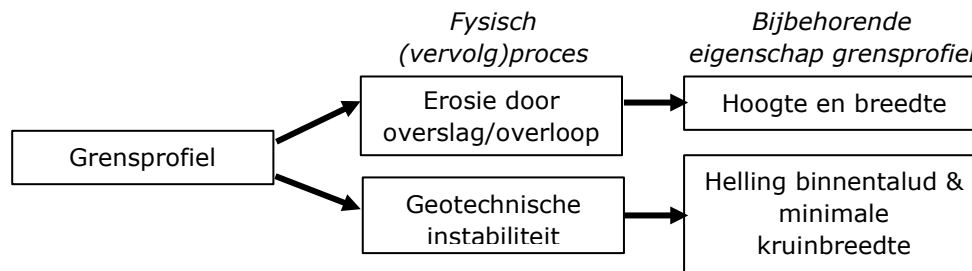 Fysisch
(vervolg)proces
Bijbehorende
eigenschap grensprofiel
Grensprofiel
Erosie door
overslag/overloop
Hoogte en breedte
Geotechnische
instabiliteit
Helling binnentalud &
minimale
kruinbreedte